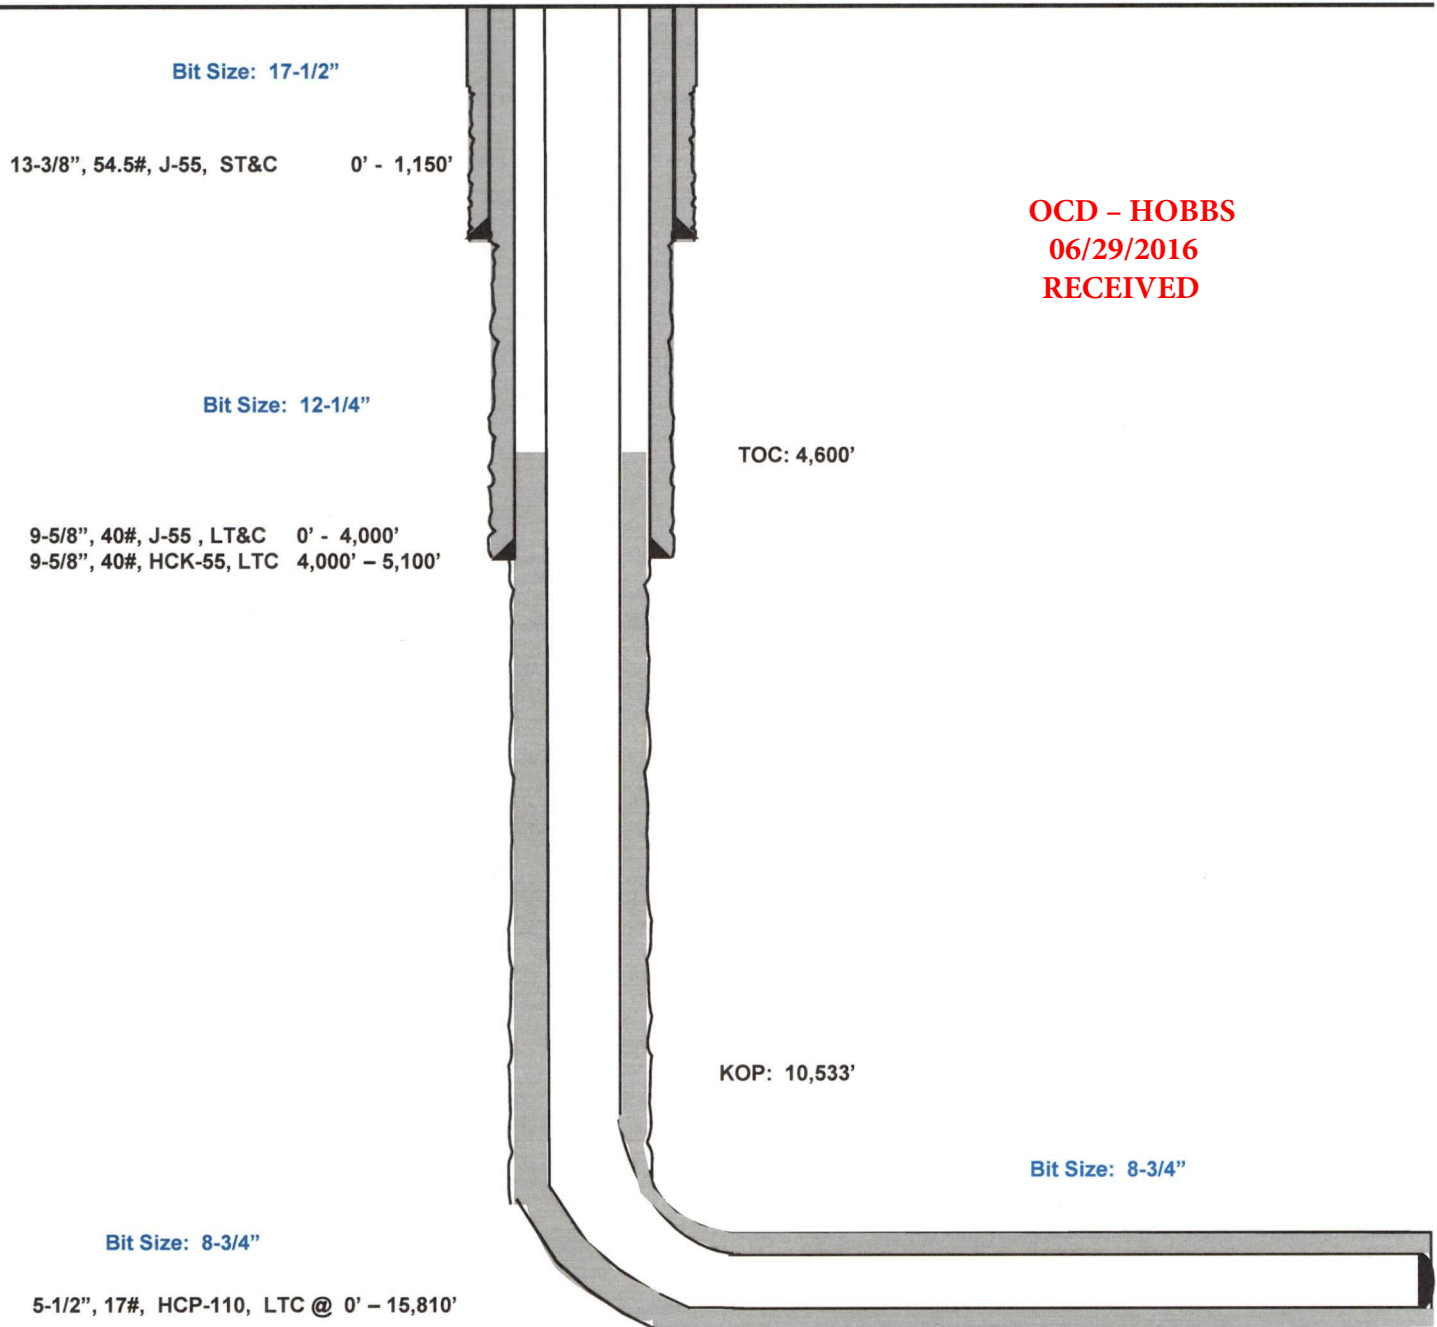 Bit Size: 17-1/2”
13-3/8”, 54.5#, J-55, ST&C 0’ - 1,150’
OCD – HOBBS
06/29/2016
RECEIVED
Bit Size: 12-1/4”
TOC: 4,600’
9-5/8”, 40#, J-55 , LT&C 0’ - 4,000’
9-5/8”, 40#, HCK-55, LTC 4,000’ – 5,100’
KOP: 10,533’
Bit Size: 8-3/4”
Bit Size: 8-3/4”
5-1/2”, 17#, HCP-110, LTC @ 0’ – 15,810’